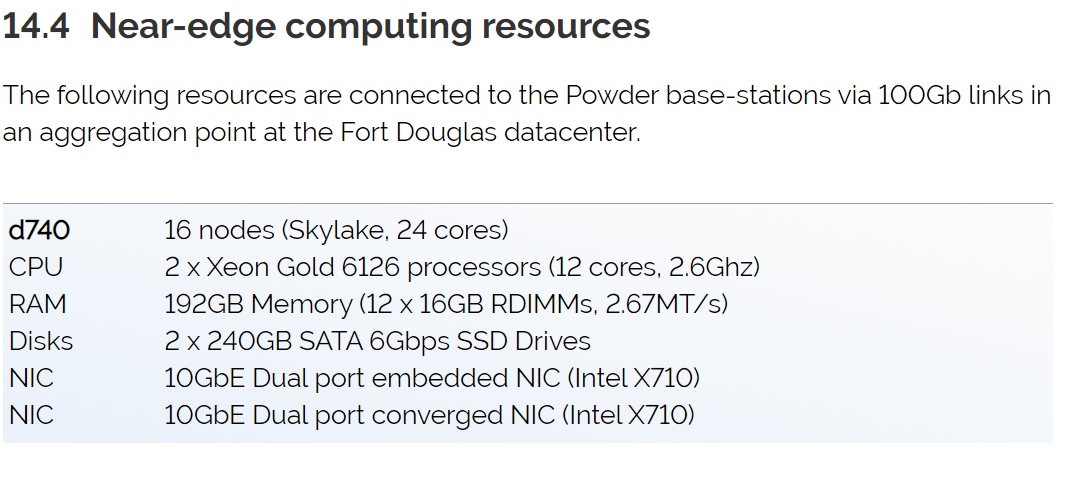 14.4 Near-edge computing resources
The following resources are connected to the Powder base-stations via 100Gb links in
an aggregation point at the Fort Douglas datacenter.
d740 16 nodes (Skylake, 24 cores)
CPU 2 x Xeon Gold 6126 processors (12 cores, 2.6Ghz)
RAM 192GB Memory (12 x 16GB RDIMMs, 2.67MT/s)
Disks 2 x 240GB SATA 6Gbps SSD Drives
NIC 10GbE Dual port embedded NIC (Intel X710)
NIC 10GbE Dual port converged NIC (Intel X710)